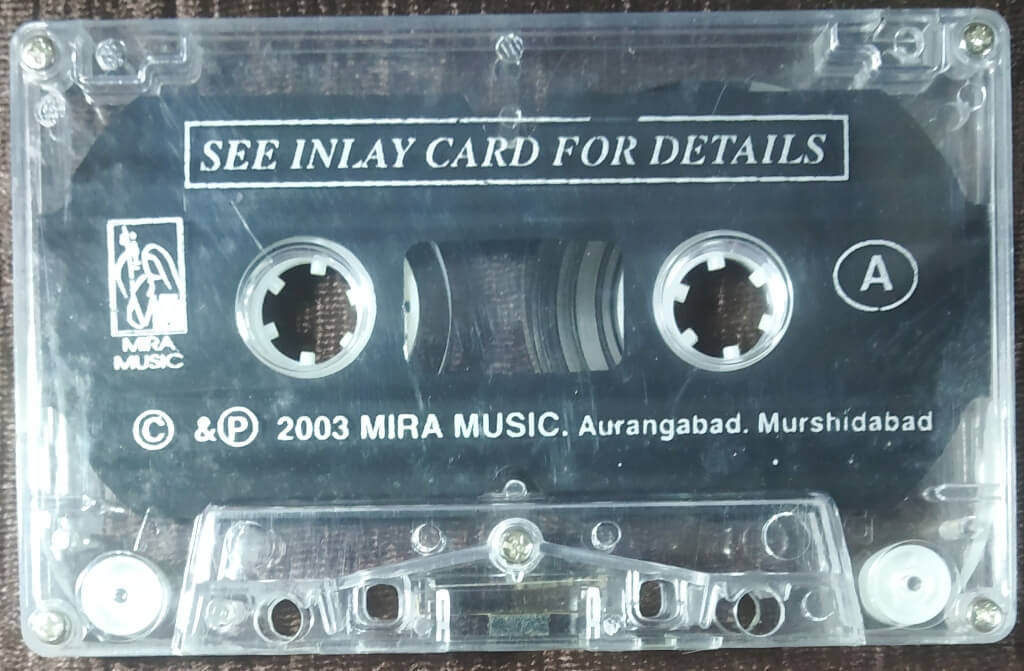 SEE INLAY CARD FOR DETAILS
A
MIRA
MUSIC
© & ℗ 2003 MIRA MUSIC. Aurangabad. Murshidabad